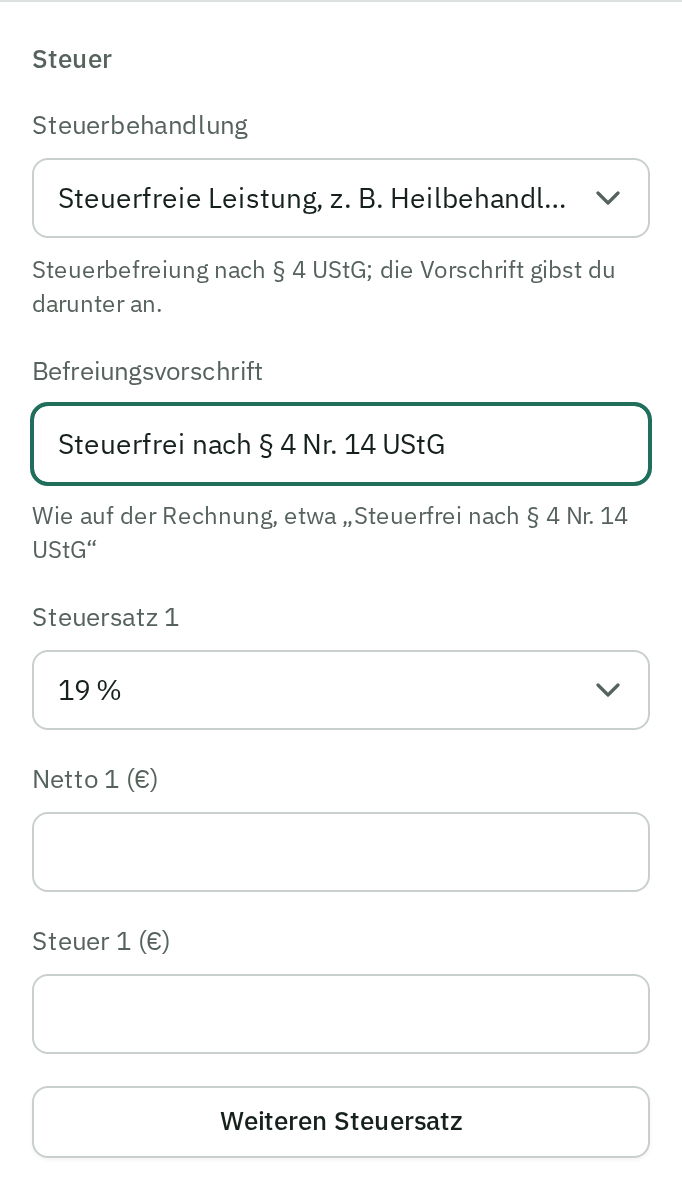 Steuer
Steuerbehandlung
Steuerfreie Leistung, z. B. Heilbehandl...
Steuerbefreiung nach § 4 UStG; die Vorschrift gibst du
darunter an.
Befreiungsvorschrift
Steuerfrei nach § 4 Nr. 14 UStG
Wie auf der Rechnung, etwa „Steuerfrei nach § 4 Nr. 14
UStG“
Steuersatz 1
19 %
Netto 1 (€)
Steuer 1 (€)
Weiteren Steuersatz